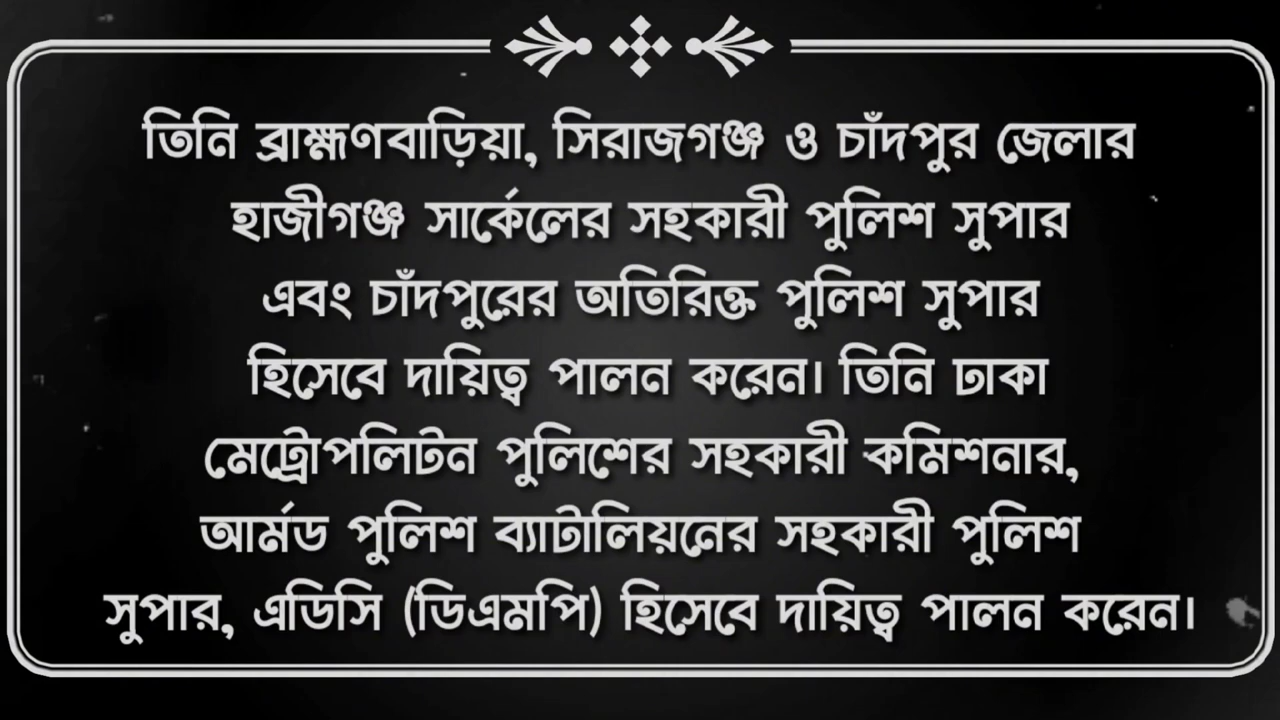 তিনি ব্রাহ্মণবাড়িয়া, সিরাজগঞ্জ ও চাঁদপুর জেলার
হাজীগঞ্জ সার্কেলের সহকারী পুলিশ সুপার
এবং চাঁদপুরের অতিরিক্ত পুলিশ সুপার
হিসেবে দায়িত্ব পালন করেন। তিনি ঢাকা
মেট্রোপলিটন পুলিশের সহকারী কমিশনার,
আর্মড পুলিশ ব্যাটালিয়নের সহকারী পুলিশ
সুপার, এডিসি (ডিএমপি) হিসেবে দায়িত্ব পালন করেন।